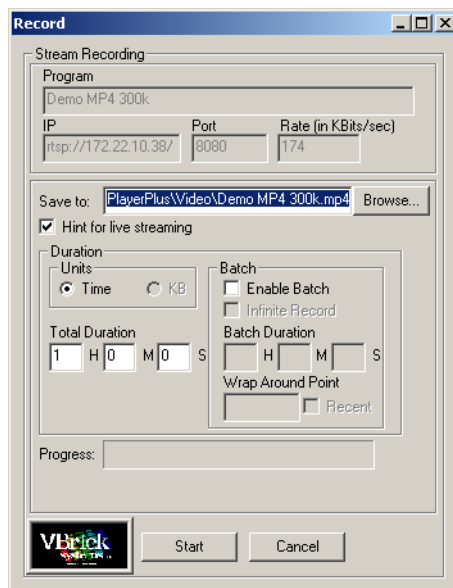 Record
Stream Recording
Program
Demo MP4 300k
IP Port Rate (in KBits/sec)
rtsp://172.22.10.38/ 8080 174
Save to: PlayerPlus\Video\Demo MP4 300k.mp4 Browse...
Hint for live streaming
Duration
Units Batch
Time KB Enable Batch
Infinite Record
Total Duration Batch Duration
1 H 0 M 0 S H M S
Wrap Around Point
Recent
Progress:
VBrick
Start Cancel